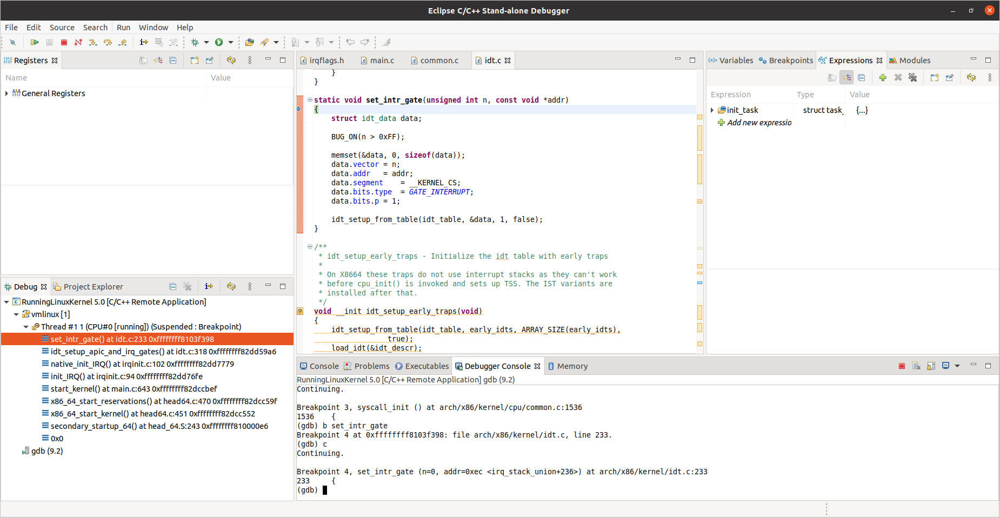 Eclipse C/C++ Stand-alone Debugger
File Edit Source Search Run Window Help
Registers
Name Value
General Registers
Debug Project Explorer
RunningLinuxKernel 5.0 [C/C++ Remote Application]
vmlinux [1]
Thread #1 1 (CPU#0 [running]) (Suspended : Breakpoint)
set_intr_gate() at idt.c:233 0xffffffff8103f398
idt_setup_apic_and_irq_gates() at idt.c:318 0xffffffff82dd59a6
native_init_IRQ() at irqinit.c:102 0xffffffff82dd7779
init_IRQ() at irqinit.c:94 0xffffffff82dd76fe
start_kernel() at main.c:643 0xffffffff82dccbef
x86_64_start_reservations() at head64.c:470 0xffffffff82dcc59f
x86_64_start_kernel() at head64.c:451 0xffffffff82dcc552
secondary_startup_64() at head_64.S:243 0xffffffff810000e6
0x0
gdb (9.2)
irqflags.h main.c common.c idt.c
}
}
static void set_intr_gate(unsigned int n, const void *addr)
{
struct idt_data data;
BUG_ON(n > 0xFF);
memset(&data, 0, sizeof(data));
data.vector = n;
data.addr   = addr;
data.segment    = __KERNEL_CS;
data.bits.type  = GATE_INTERRUPT;
data.bits.p = 1;
idt_setup_from_table(idt_table, &data, 1, false);
}
/**
* idt_setup_early_traps - Initialize the idt table with early traps
*
* On X8664 these traps do not use interrupt stacks as they can't work
* before cpu_init() is invoked and sets up TSS. The IST variants are
* installed after that.
*/
void __init idt_setup_early_traps(void)
{
idt_setup_from_table(idt_table, early_idts, ARRAY_SIZE(early_idts),
true);
load_idt(&idt_descr);
Variables Breakpoints Expressions Modules
Expression Type Value
init_task struct task_ {...}
Add new expressio
Console Problems Executables Debugger Console Memory
RunningLinuxKernel 5.0 [C/C++ Remote Application] gdb (9.2)
Continuing.
Breakpoint 3, syscall_init () at arch/x86/kernel/cpu/common.c:1536
1536    {
(gdb) b set_intr_gate
Breakpoint 4 at 0xffffffff8103f398: file arch/x86/kernel/idt.c, line 233.
(gdb) c
Continuing.
Breakpoint 4, set_intr_gate (n=0, addr=0xec <irq_stack_union+236>) at arch/x86/kernel/idt.c:233
233     {
(gdb)